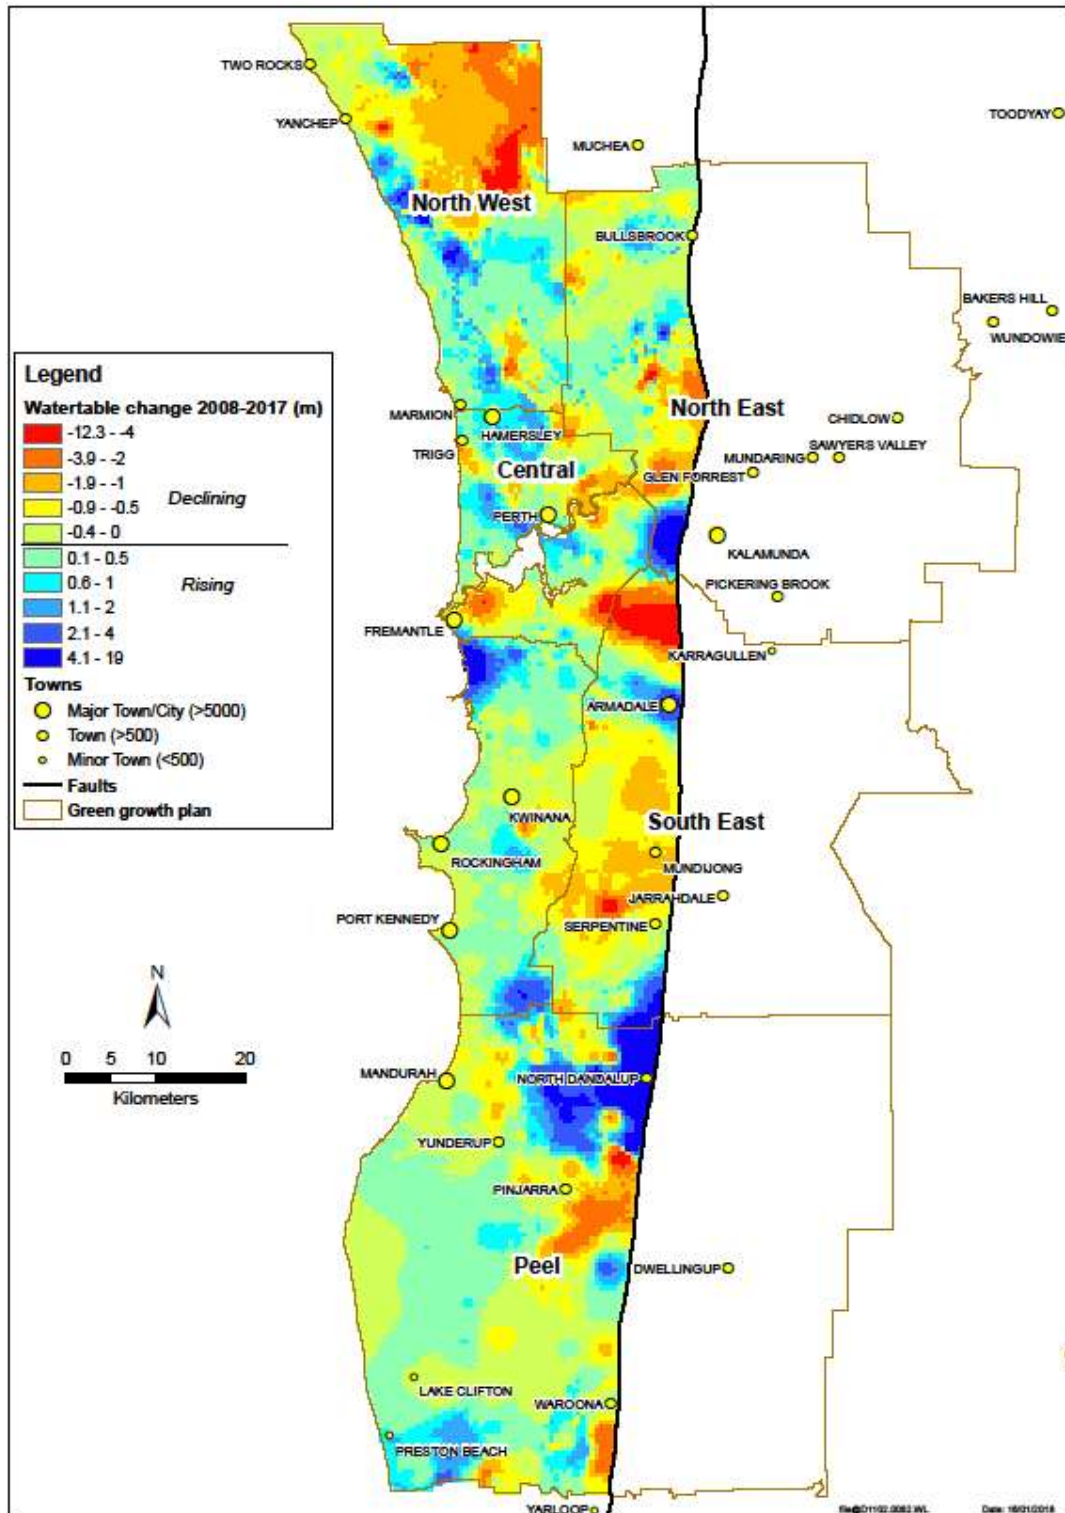 TWO ROCKS
TOODYAY
YANCHEP
MUCHEA
North West
BULLSBROOK
BAKERS HILL
WUNDOWIE
Legend
Watertable change 2008-2017 (m)
-12.3 - -4
-3.9 - -2
-1.9 - -1
-0.9 - -0.5
-0.4 - 0
Declining
0.1 - 0.5
0.6 - 1
1.1 - 2
2.1 - 4
4.1 - 19
Rising
Towns
Major Town/City (>5000)
Town (>500)
Minor Town (<500)
Faults
Green growth plan
MARMION
HAMERSLEY
TRIGG
North East
CHIDLOW
SAWYERS VALLEY
MUNDARING
GLEN FORREST
Central
PERTH
KALAMUNDA
PICKERING BROOK
FREMANTLE
KARRAGULLEN
ARMADALE
KWINANA
South East
ROCKINGHAM
MUNDIJONG
JARRAHDALE
PORT KENNEDY
SERPENTINE
N
0 5 10 20
Kilometers
MANDURAH
NORTH DANDALUP
YUNDERUP
PINJARRA
Peel
DWELLINGUP
LAKE CLIFTON
WAROONA
PRESTON BEACH
YARLOOP
Date: 16/01/2018